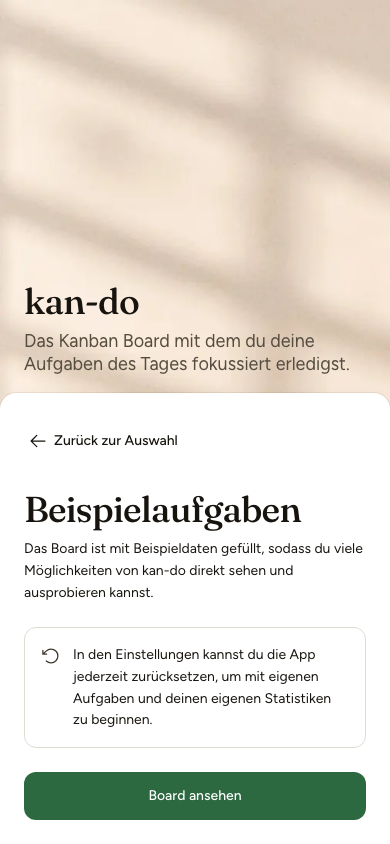 kan-do
Das Kanban Board mit dem du deine
Aufgaben des Tages fokussiert erledigst.
Zurück zur Auswahl
Beispielaufgaben
Das Board ist mit Beispieldaten gefüllt, sodass du viele
Möglichkeiten von kan-do direkt sehen und
ausprobieren kannst.
In den Einstellungen kannst du die App
jederzeit zurücksetzen, um mit eigenen
Aufgaben und deinen eigenen Statistiken
zu beginnen.
Board ansehen